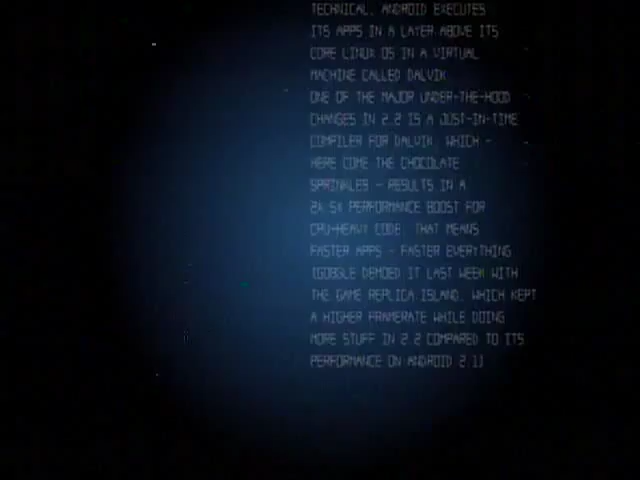 TECHNICAL, ANDROID EXECUTES
ITS APPS IN A LAYER ABOVE ITS
CORE LINUX OS IN A VIRTUAL
MACHINE CALLED DALVIK
ONE OF THE MAJOR UNDER-THE-HOOD
CHANGES IN 2.2 IS A JUST-IN-TIME
COMPILER FOR DALVIK, WHICH -
HERE COME THE CHOCOLATE
SPRINKLES - RESULTS IN A
2X 5X PERFORMANCE BOOST FOR
CPU-HEAVY CODE. THAT MEANS
FASTER APPS - FASTER EVERYTHING
(GOOGLE DEMOED IT LAST WEEK WITH
THE GAME REPLICA ISLAND, WHICH KEPT
A HIGHER FRAMERATE WHILE DOING
MORE STUFF IN 2.2 COMPARED TO ITS
PERFORMANCE ON ANDROID 2.1)